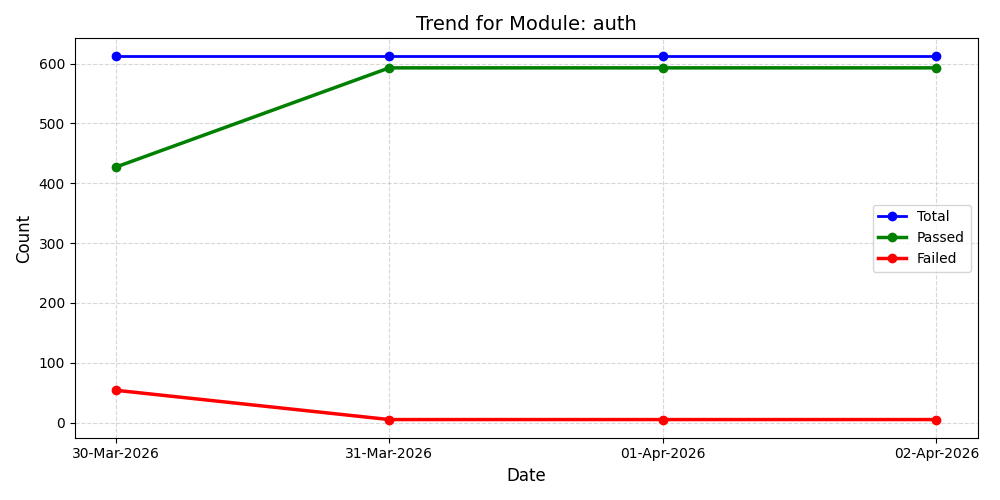 Trend for Module: auth
600
500
400
300
200
100
0
Count
Total
Passed
Failed
30-Mar-2026
31-Mar-2026
01-Apr-2026
02-Apr-2026
Date